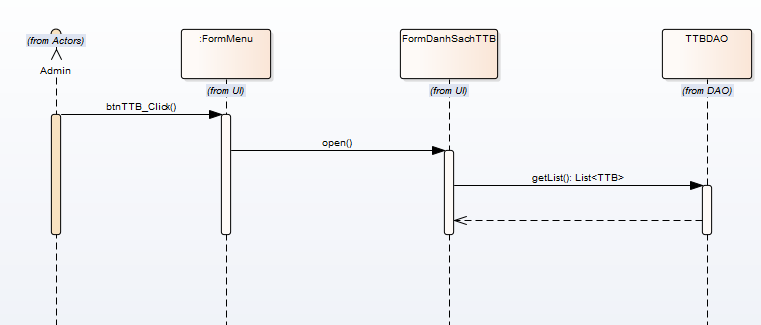 (from Actors)
Admin
:FormMenu
(from UI)
FormDanhSachTTB
(from UI)
TTBDAO
(from DAO)
btnTTB_Click()
open()
getList(): List<TTB>